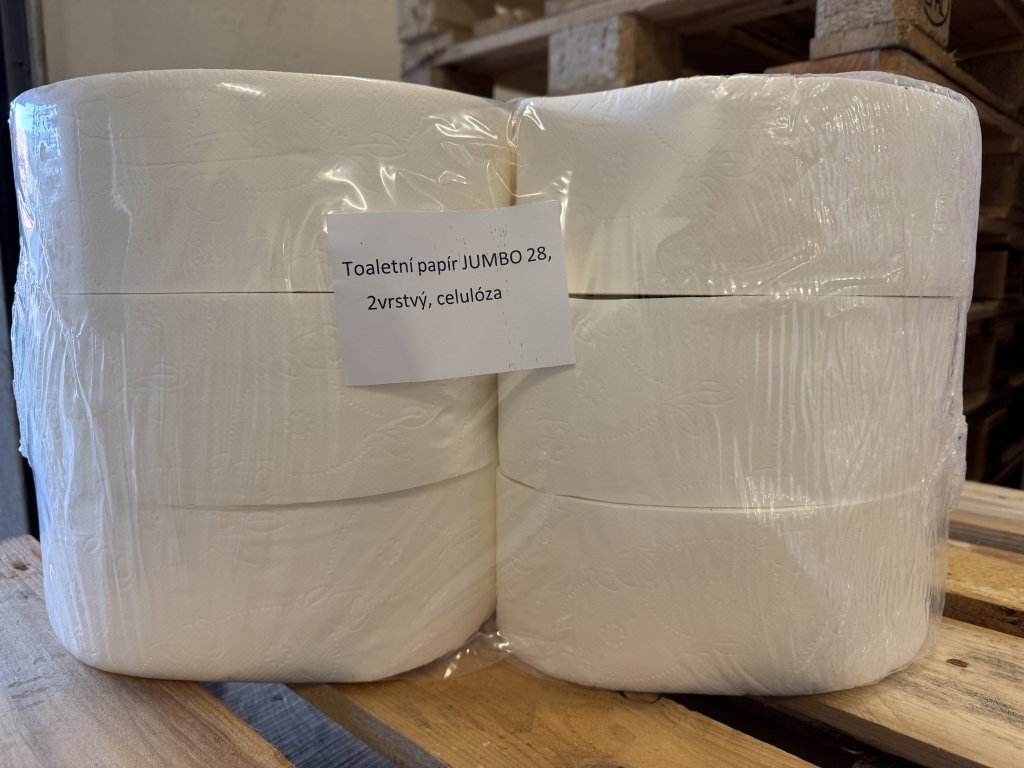 Toaletní papír JUMBO 28,
2vrstvý, celulóza